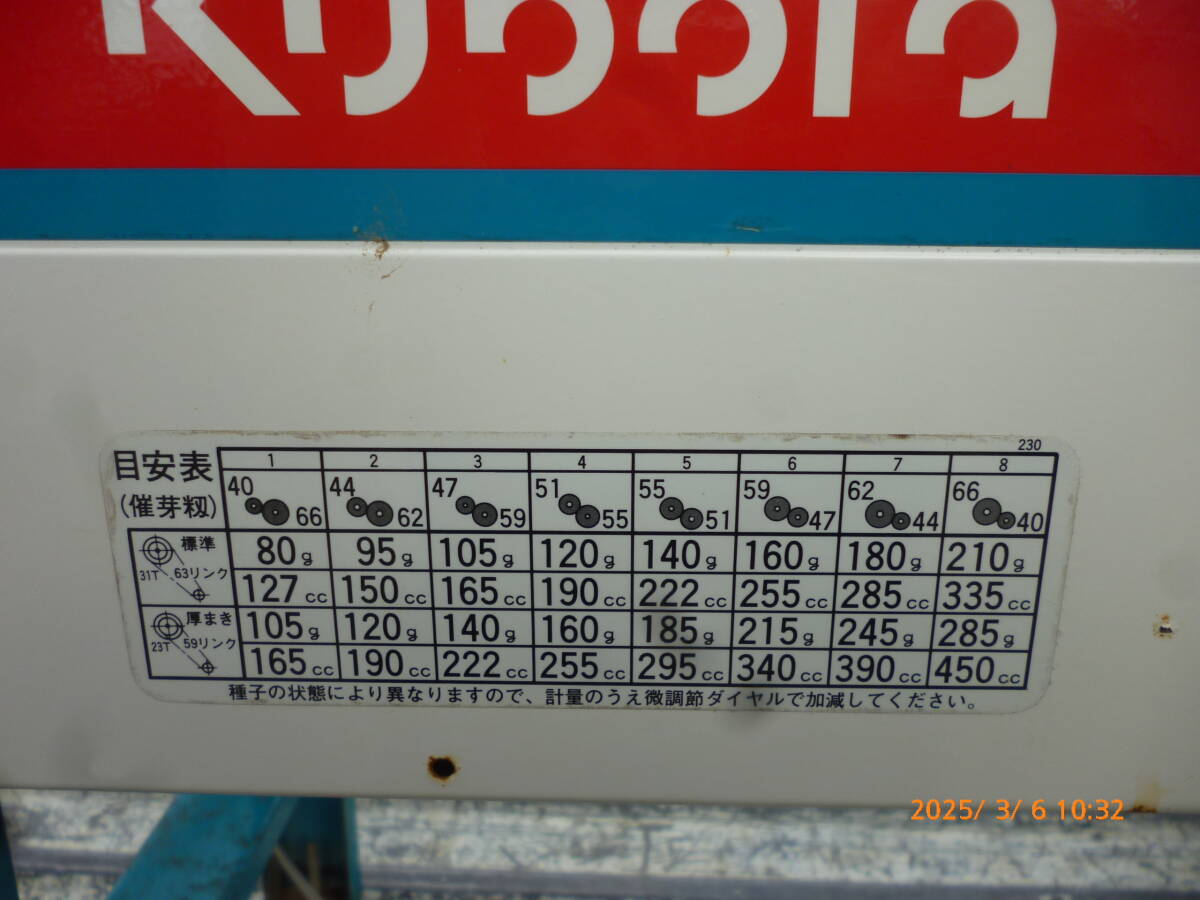 Kubota
230
目安表 1 2 3 4 5 6 7 8
(催芽籾) 40 66 44 62 47 59 51 55 55 51 59 47 62 44 66 40
標準 31T 63リンク 80g 95g 105g 120g 140g 160g 180g 210g
127cc 150cc 165cc 190cc 222cc 255cc 285cc 335cc
厚まき 23T 59リンク 105g 120g 140g 160g 185g 215g 245g 285g
165cc 190cc 222cc 255cc 295cc 340cc 390cc 450cc
種子の状態により異なりますので、計量のうえ微調節ダイヤルで加減してください。
2025/ 3/ 6 10:32